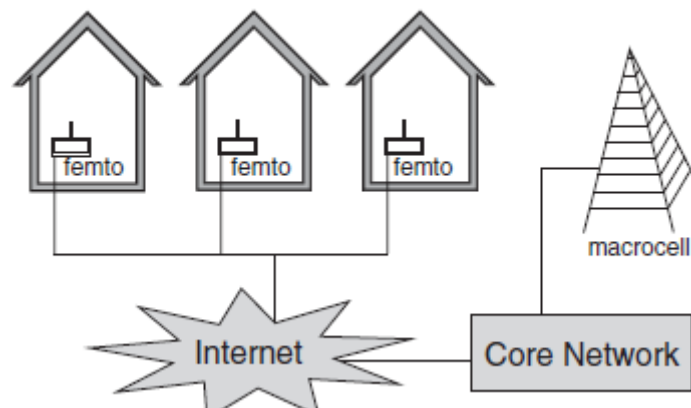 femto
femto
femto
macrocell
Internet
Core Network